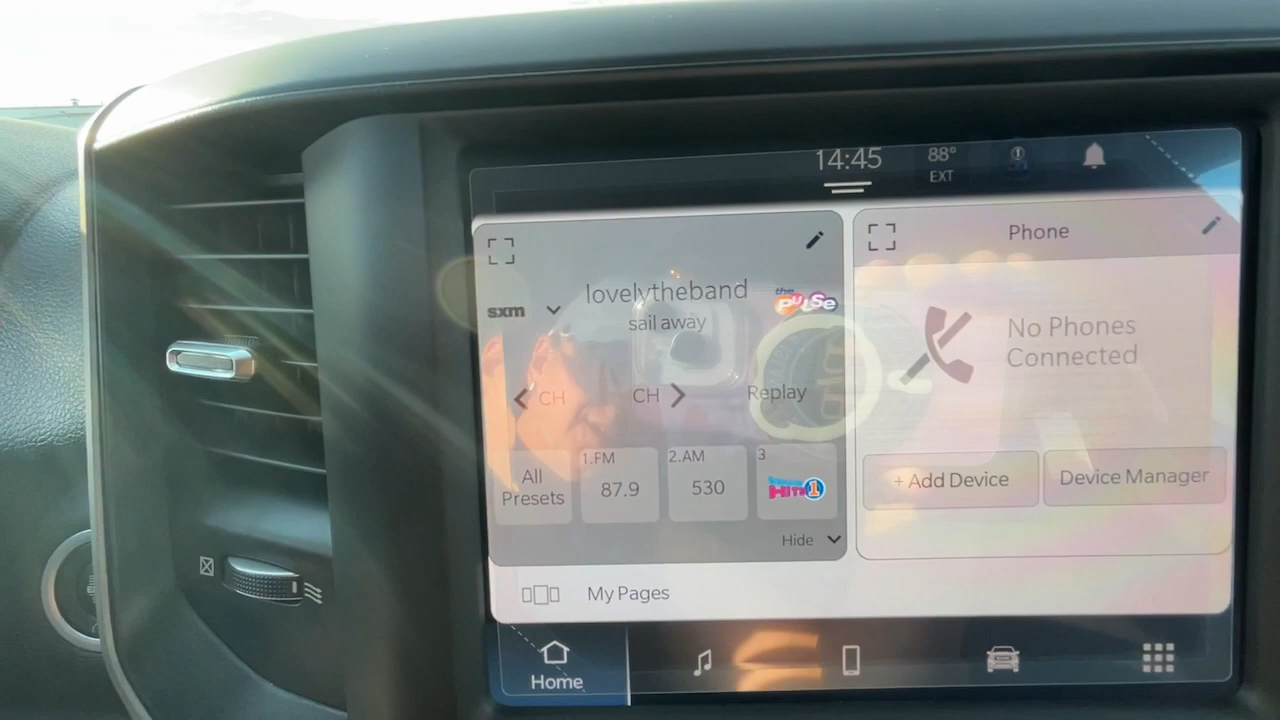 14:45
88°
EXT
lovelytheband
sail away
sxm
the
PULSE
CH
CH
Replay
All
Presets
1.FM
87.9
2.AM
530
3
HITS 1
Hide
Phone
No Phones
Connected
+ Add Device
Device Manager
My Pages
Home